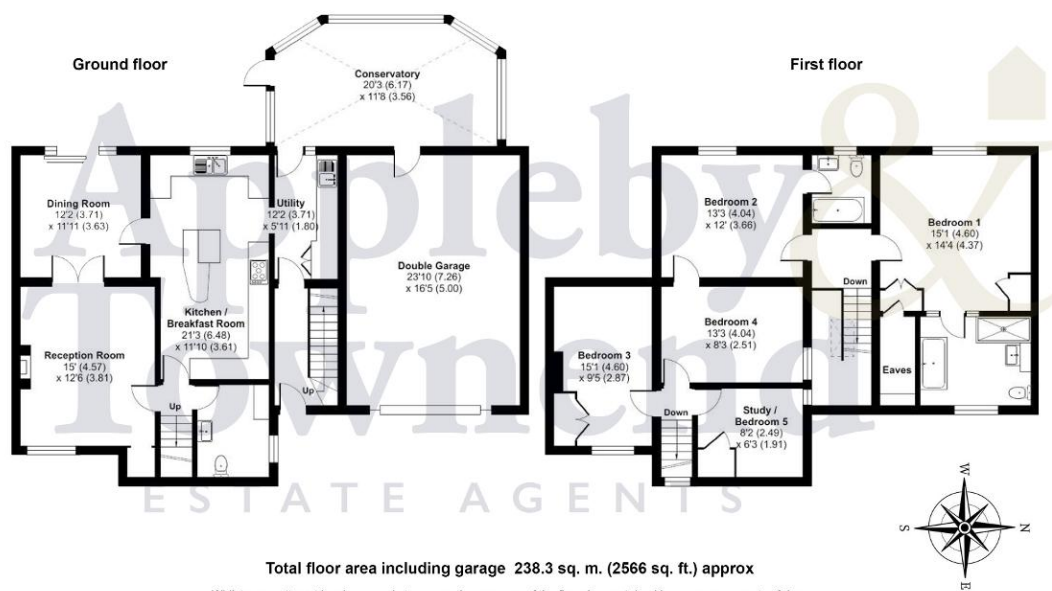 Ground floor
First floor
Conservatory
20'3 (6.17)
x 11'8 (3.56)
Dining Room
12'2 (3.71)
x 11'11 (3.63)
Utility
12'2 (3.71)
x 5'11 (1.80)
Double Garage
23'10 (7.26)
x 16'5 (5.00)
Kitchen /
Breakfast Room
21'3 (6.48)
x 11'10 (3.61)
Reception Room
15' (4.57)
x 12'6 (3.81)
Up
Up
Bedroom 2
13'3 (4.04)
x 12' (3.66)
Bedroom 1
15'1 (4.60)
x 14'4 (4.37)
Down
Bedroom 4
13'3 (4.04)
x 8'3 (2.51)
Bedroom 3
15'1 (4.60)
x 9'5 (2.87)
Eaves
Down
Study /
Bedroom 5
8'2 (2.49)
x 6'3 (1.91)
Appleby &
Townend
ESTATE AGENTS
W
S
N
E
Total floor area including garage 238.3 sq. m. (2566 sq. ft.) approx